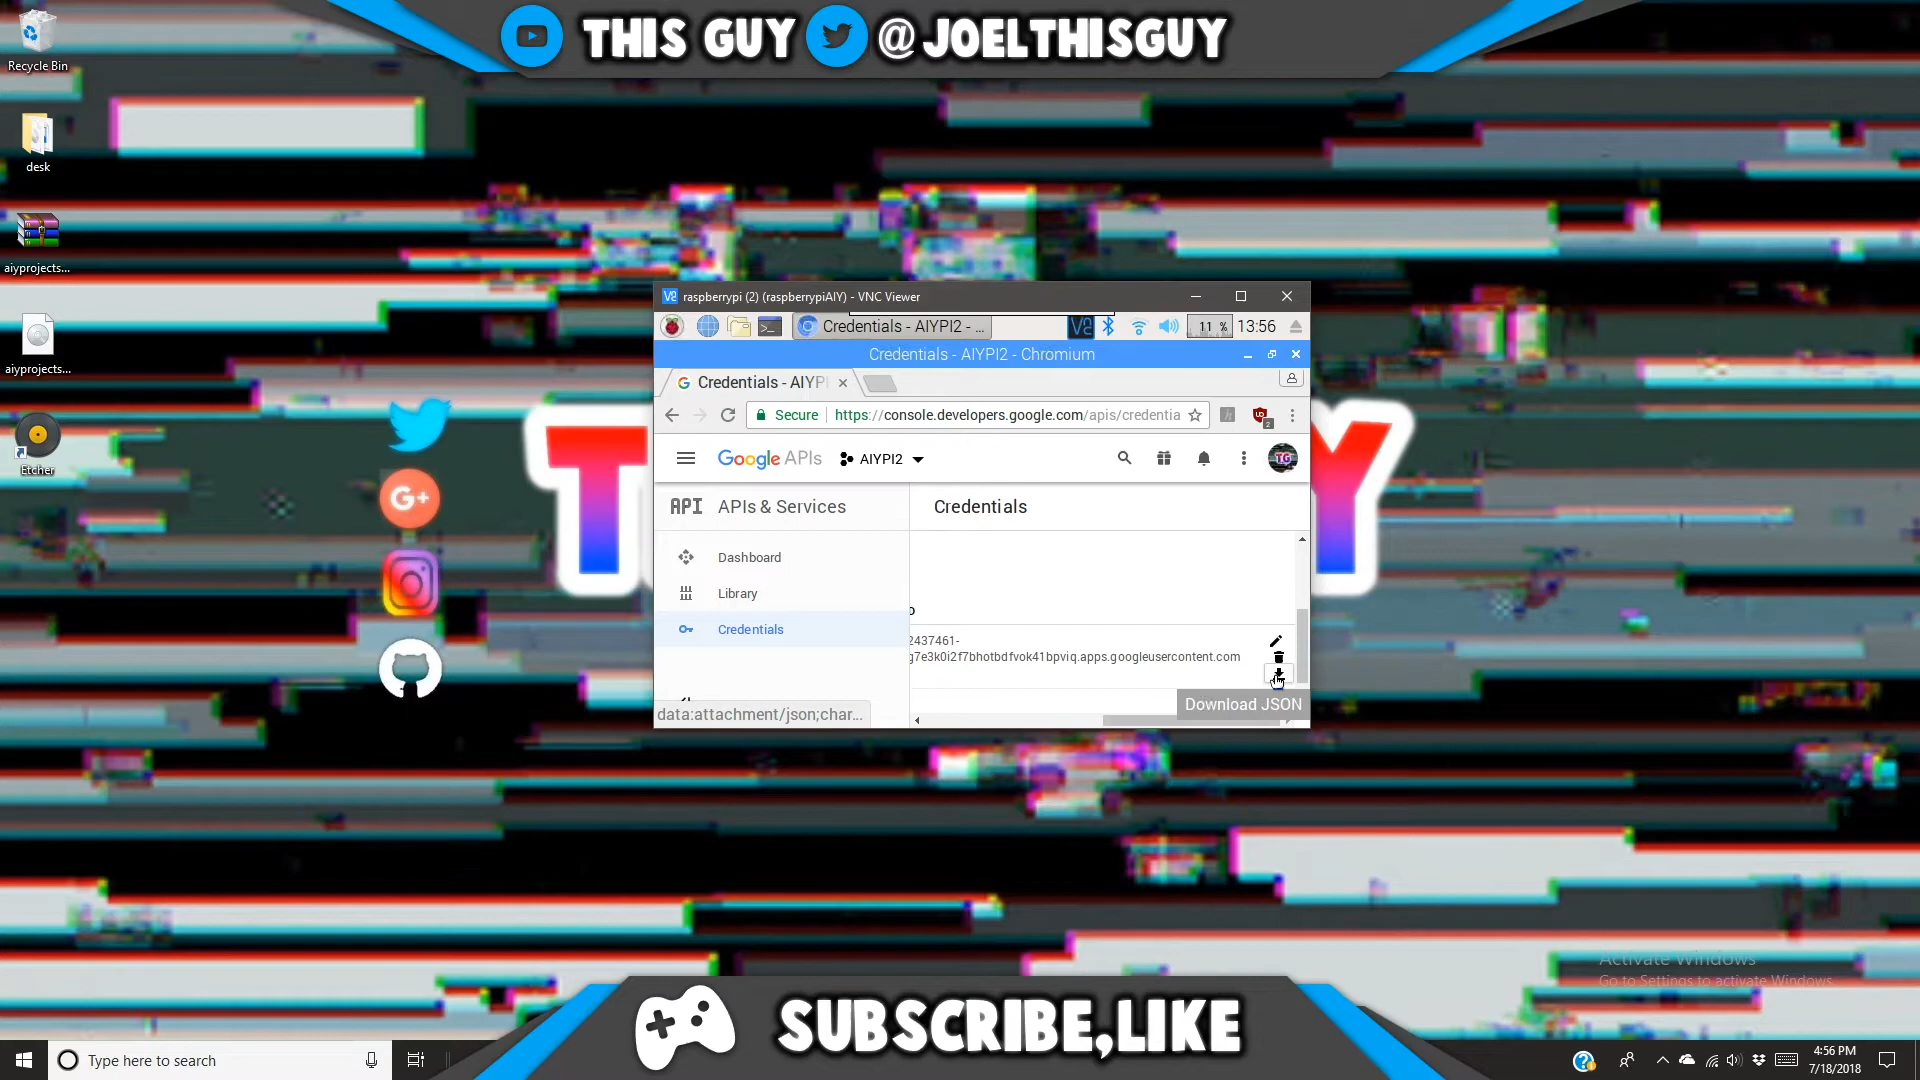 THIS GUY @JOELTHISGUY
Recycle Bin
desk
aiyprojects...
aiyprojects...
Etcher
raspberrypi (2) (raspberrypiAIY) - VNC Viewer
Credentials - AIYPI2 - ...
11 %
13:56
Credentials - AIYPI2 - Chromium
Credentials - AIYP
Secure
https://console.developers.google.com/apis/credentia
2
Google APIs
AIYPI2
TG
API
APIs & Services
Credentials
Dashboard
Library
Credentials
2437461-
g7e3k0i2f7bhotbdfvok41bpviq.apps.googleusercontent.com
Download JSON
data:attachment/json;char...
T
Y
G+
Activate Windows
Go to Settings to activate Windows.
SUBSCRIBE,LIKE
Type here to search
4:56 PM
7/18/2018